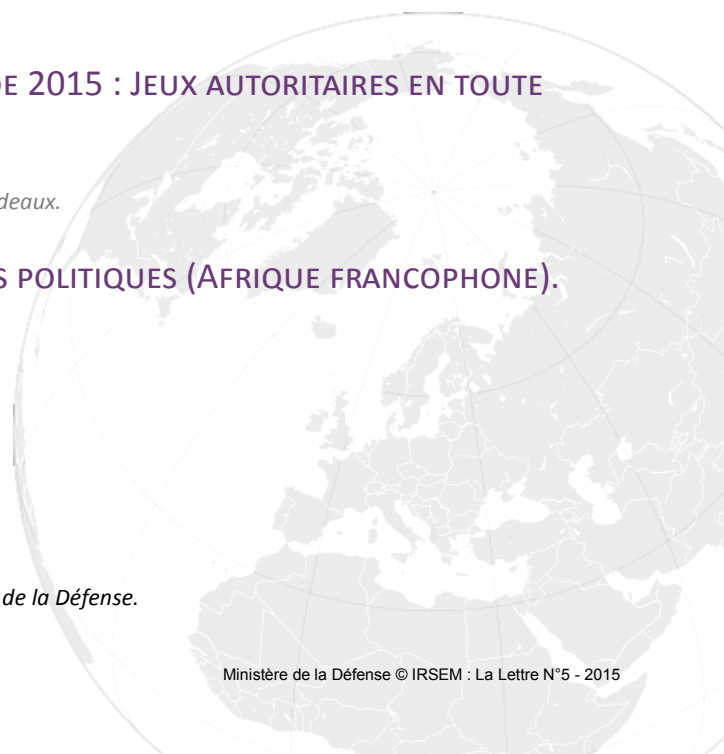 DE 2015 : JEUX AUTORITAIRES EN TOUTE
deaux.
S POLITIQUES (AFRIQUE FRANCOPHONE).
de la Défense.
Ministère de la Défense © IRSEM : La Lettre N°5 - 2015